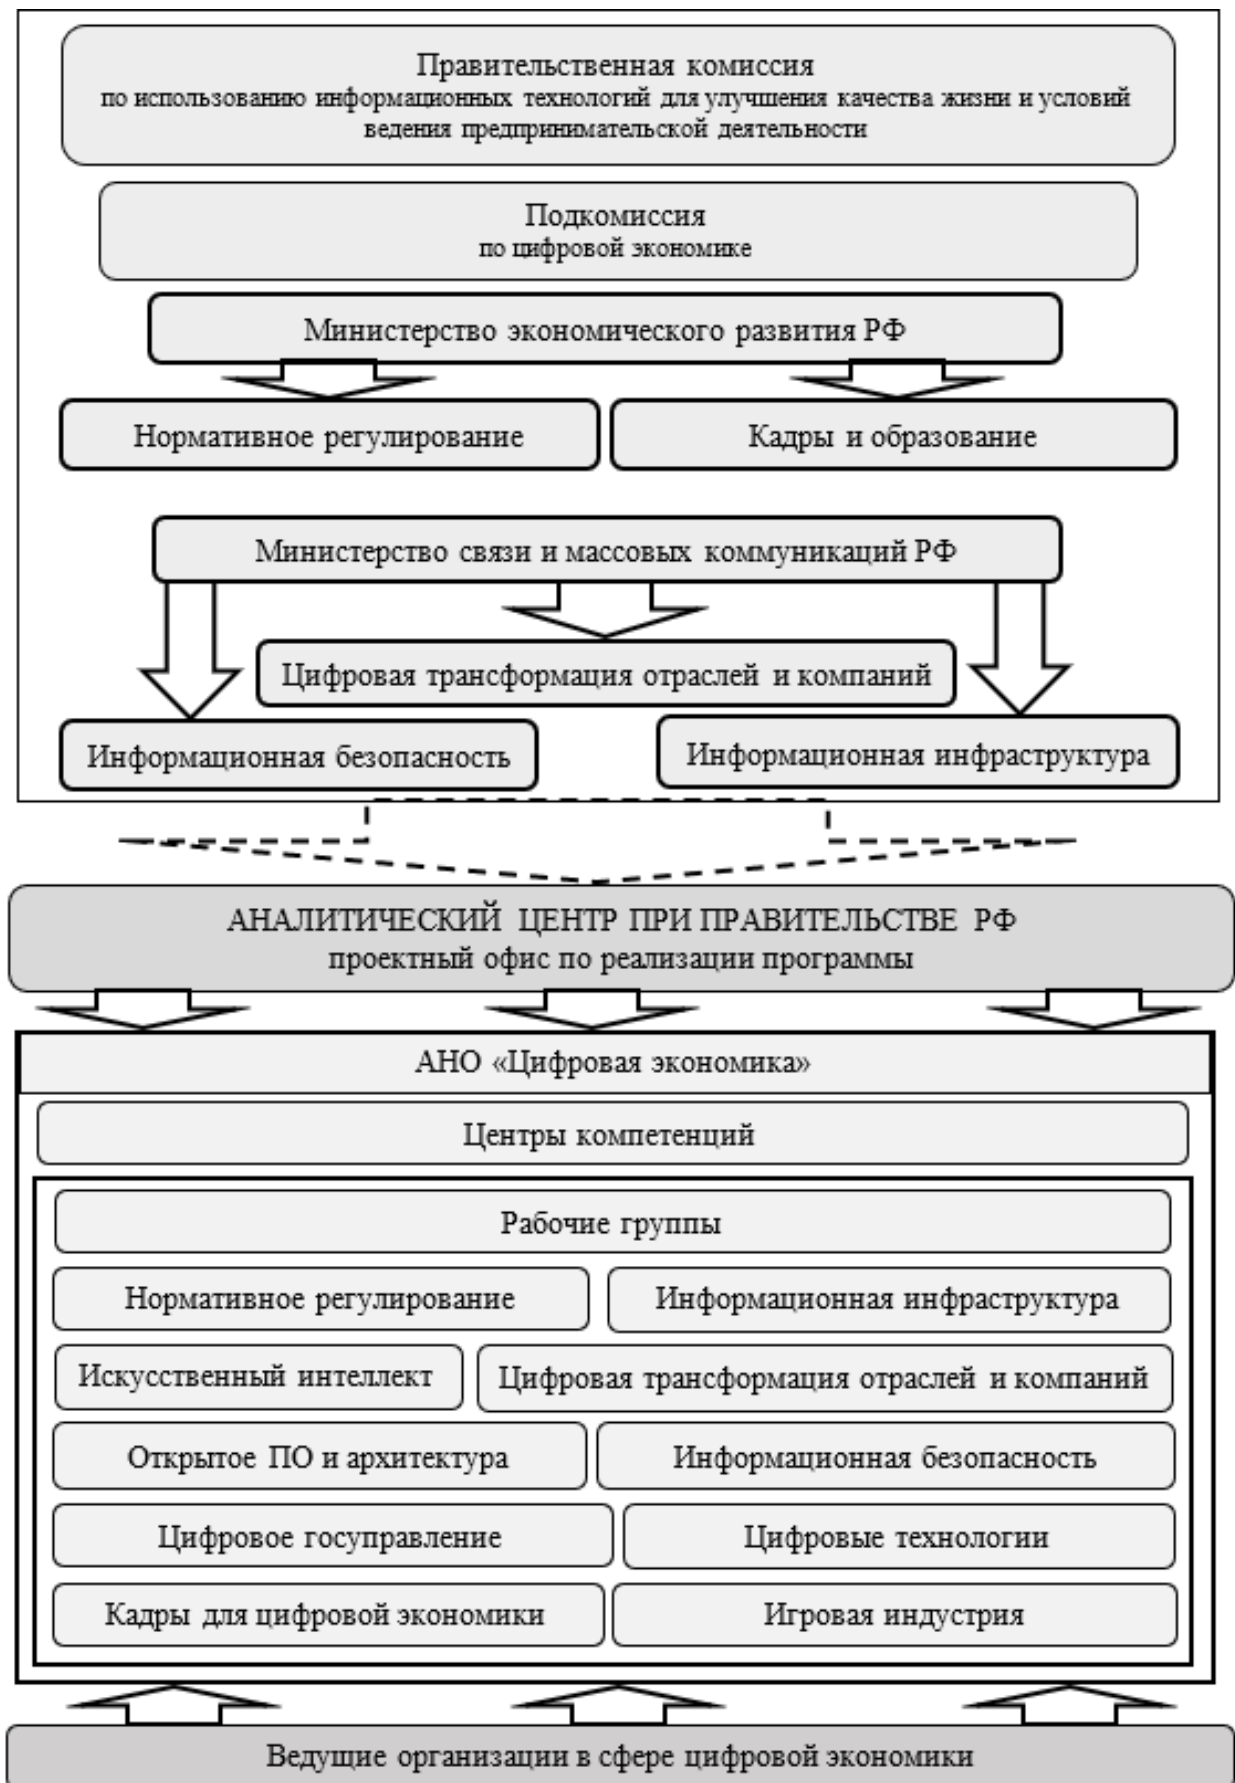 Правительственная комиссия
по использованию информационных технологий для улучшения качества жизни и условий
ведения предпринимательской деятельности
Подкомиссия
по цифровой экономике
Министерство экономического развития РФ
Нормативное регулирование
Кадры и образование
Министерство связи и массовых коммуникаций РФ
Цифровая трансформация отраслей и компаний
Информационная безопасность
Информационная инфраструктура
АНАЛИТИЧЕСКИЙ ЦЕНТР ПРИ ПРАВИТЕЛЬСТВЕ РФ
проектный офис по реализации программы
АНО «Цифровая экономика»
Центры компетенций
Рабочие группы
Нормативное регулирование
Информационная инфраструктура
Искусственный интеллект
Цифровая трансформация отраслей и компаний
Открытое ПО и архитектура
Информационная безопасность
Цифровое госуправление
Цифровые технологии
Кадры для цифровой экономики
Игровая индустрия
Ведущие организации в сфере цифровой экономики